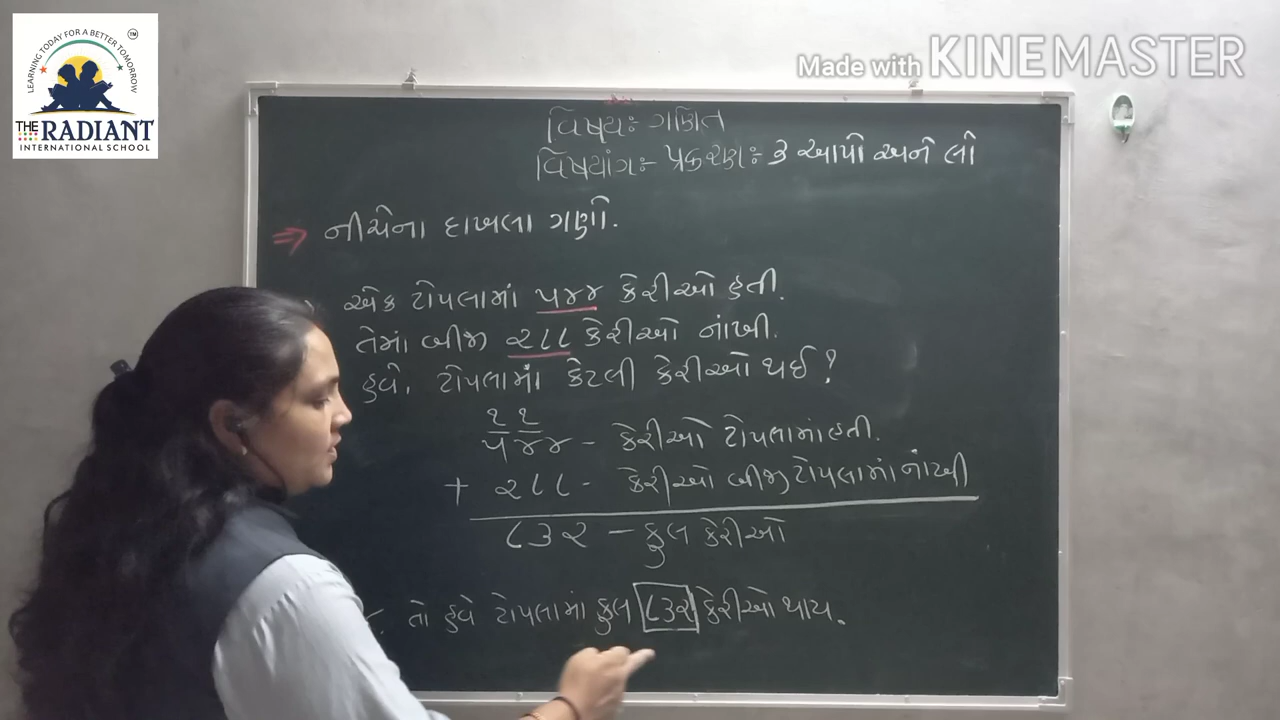 LEARNING TODAY FOR A BETTER TOMORROW
TM
THE RADIANT
INTERNATIONAL SCHOOL
Made with KINEMASTER
વિષય:- ગણિત
વિષયાંગ:- પ્રકરણ:- ૩ આપો અને લો
⇒ નીચેના દાખલા ગણો.
એક ટોપલામાં ૫૪૪ કેરીઓ હતી.
તેમાં બીજી ૨૮૮ કેરીઓ નાંખી.
હવે, ટોપલામાં કેટલી કેરીઓ થઈ ?
૧ ૧
૫૪૪ - કેરીઓ ટોપલામાં હતી.
+ ૨૮૮ - કેરીઓ બીજી ટોપલામાં નાંખી
૮૩૨ - કુલ કેરીઓ
તો હવે ટોપલામાં કુલ ૮૩૨ કેરીઓ થાય.